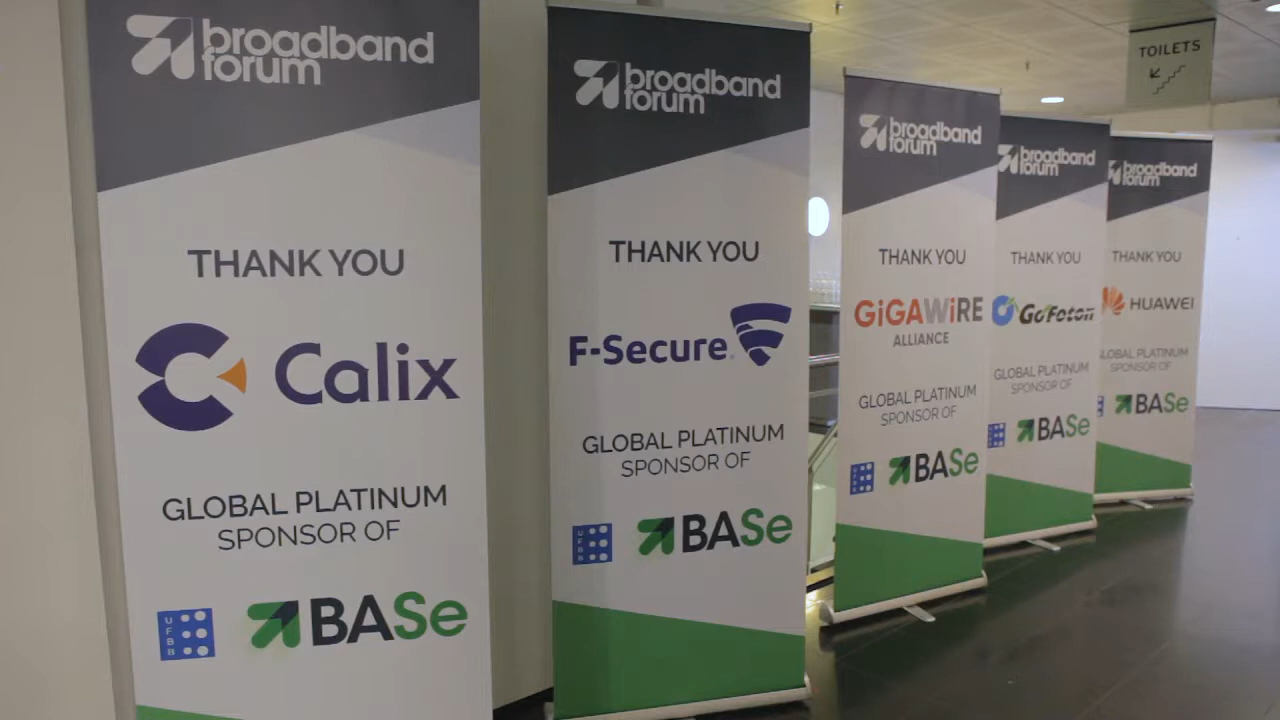 broadband
forum
THANK YOU
Calix
GLOBAL PLATINUM
SPONSOR OF
UFBB
BASe
broadband
forum
THANK YOU
F-Secure
GLOBAL PLATINUM
SPONSOR OF
UFBB
BASe
broadband
forum
THANK YOU
GiGAWiRE
ALLIANCE
GLOBAL PLATINUM
SPONSOR OF
BASe
broadband
forum
THANK YOU
GoFoton
GLOBAL PLATINUM
SPONSOR OF
BASe
broadband
forum
THANK YOU
HUAWEI
GLOBAL PLATINUM
SPONSOR OF
BASe
TOILETS